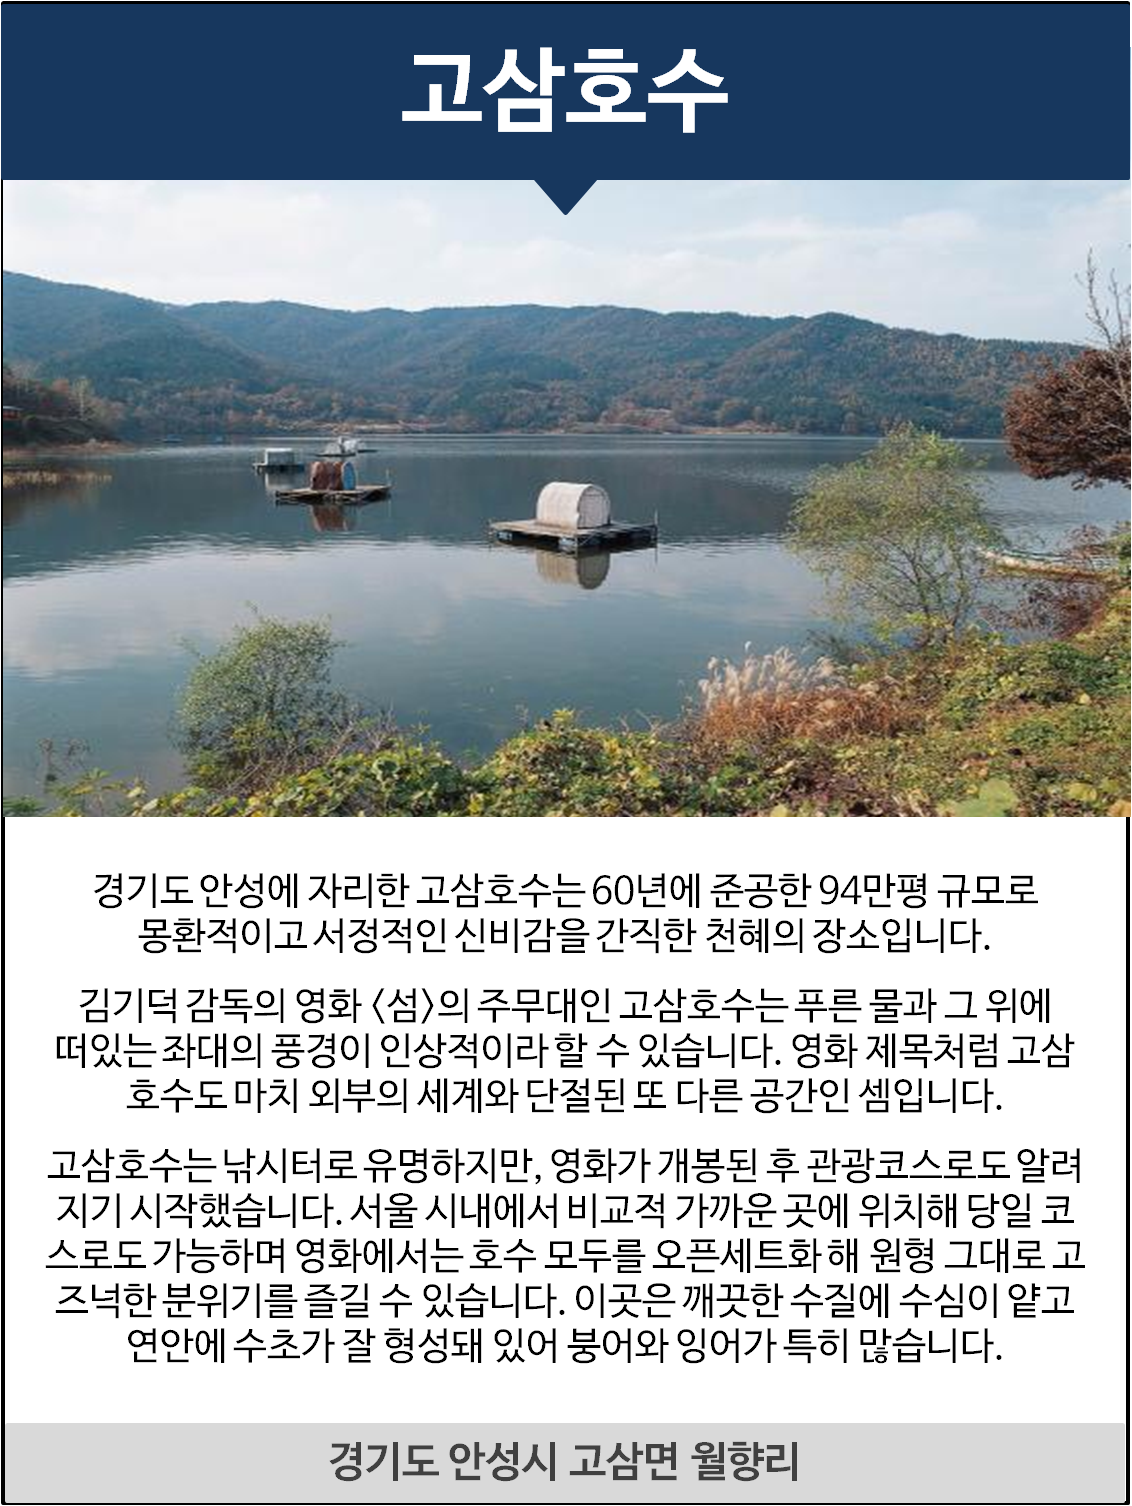 고삼호수
경기도 안성에 자리한 고삼호수는 60년에 준공한 94만평 규모로
몽환적이고 서정적인 신비감을 간직한 천혜의 장소입니다.
김기덕 감독의 영화 〈섬〉의 주무대인 고삼호수는 푸른 물과 그 위에
떠있는 좌대의 풍경이 인상적이라 할 수 있습니다. 영화 제목처럼 고삼
호수도 마치 외부의 세계와 단절된 또 다른 공간인 셈입니다.
고삼호수는 낚시터로 유명하지만, 영화가 개봉된 후 관광코스로도 알려
지기 시작했습니다. 서울 시내에서 비교적 가까운 곳에 위치해 당일 코
스로도 가능하며 영화에서는 호수 모두를 오픈세트화 해 원형 그대로 고
즈넉한 분위기를 즐길 수 있습니다. 이곳은 깨끗한 수질에 수심이 얕고
연안에 수초가 잘 형성돼 있어 붕어와 잉어가 특히 많습니다.
경기도 안성시 고삼면 월향리